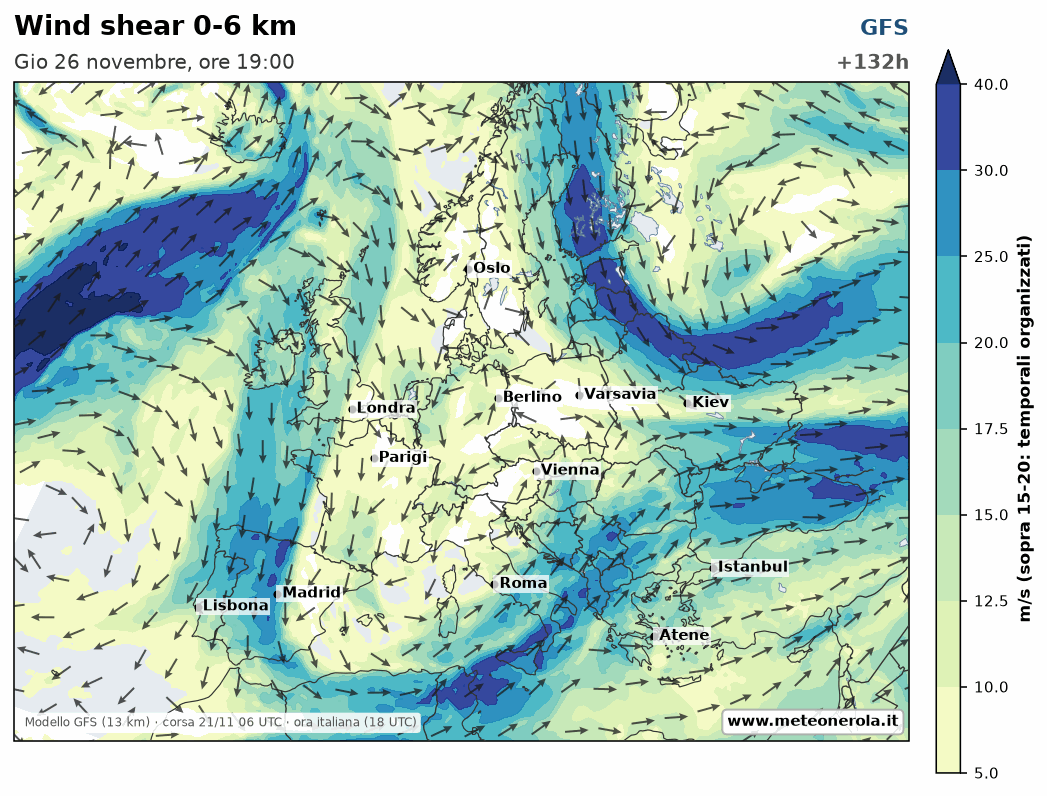 Wind shear 0-6 km
GFS
Gio 26 novembre, ore 19:00
+132h
40.0
30.0
25.0
20.0
17.5
15.0
12.5
10.0
5.0
m/s (sopra 15-20: temporali organizzati)
Oslo
Londra
Berlino
Varsavia
Kiev
Parigi
Vienna
Istanbul
Roma
Madrid
Lisbona
Atene
Modello GFS (13 km) · corsa 21/11 06 UTC · ora italiana (18 UTC)
www.meteonerola.it